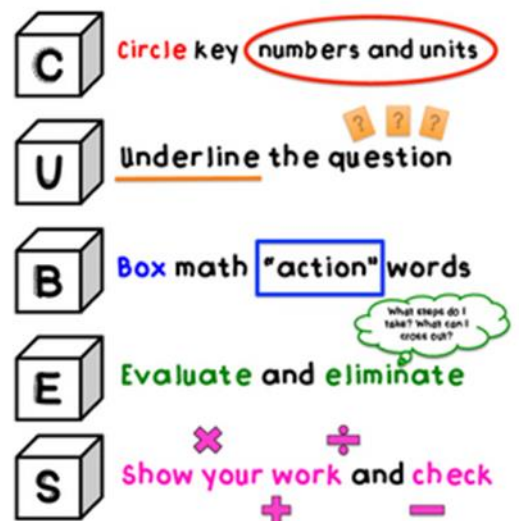 C
Circle key numbers and units
? ? ?
U
Underline the question
B
Box math "action" words
What steps do I
take? What can I
cross out?
E
Evaluate and eliminate
× ÷
S
Show your work and check
+ −